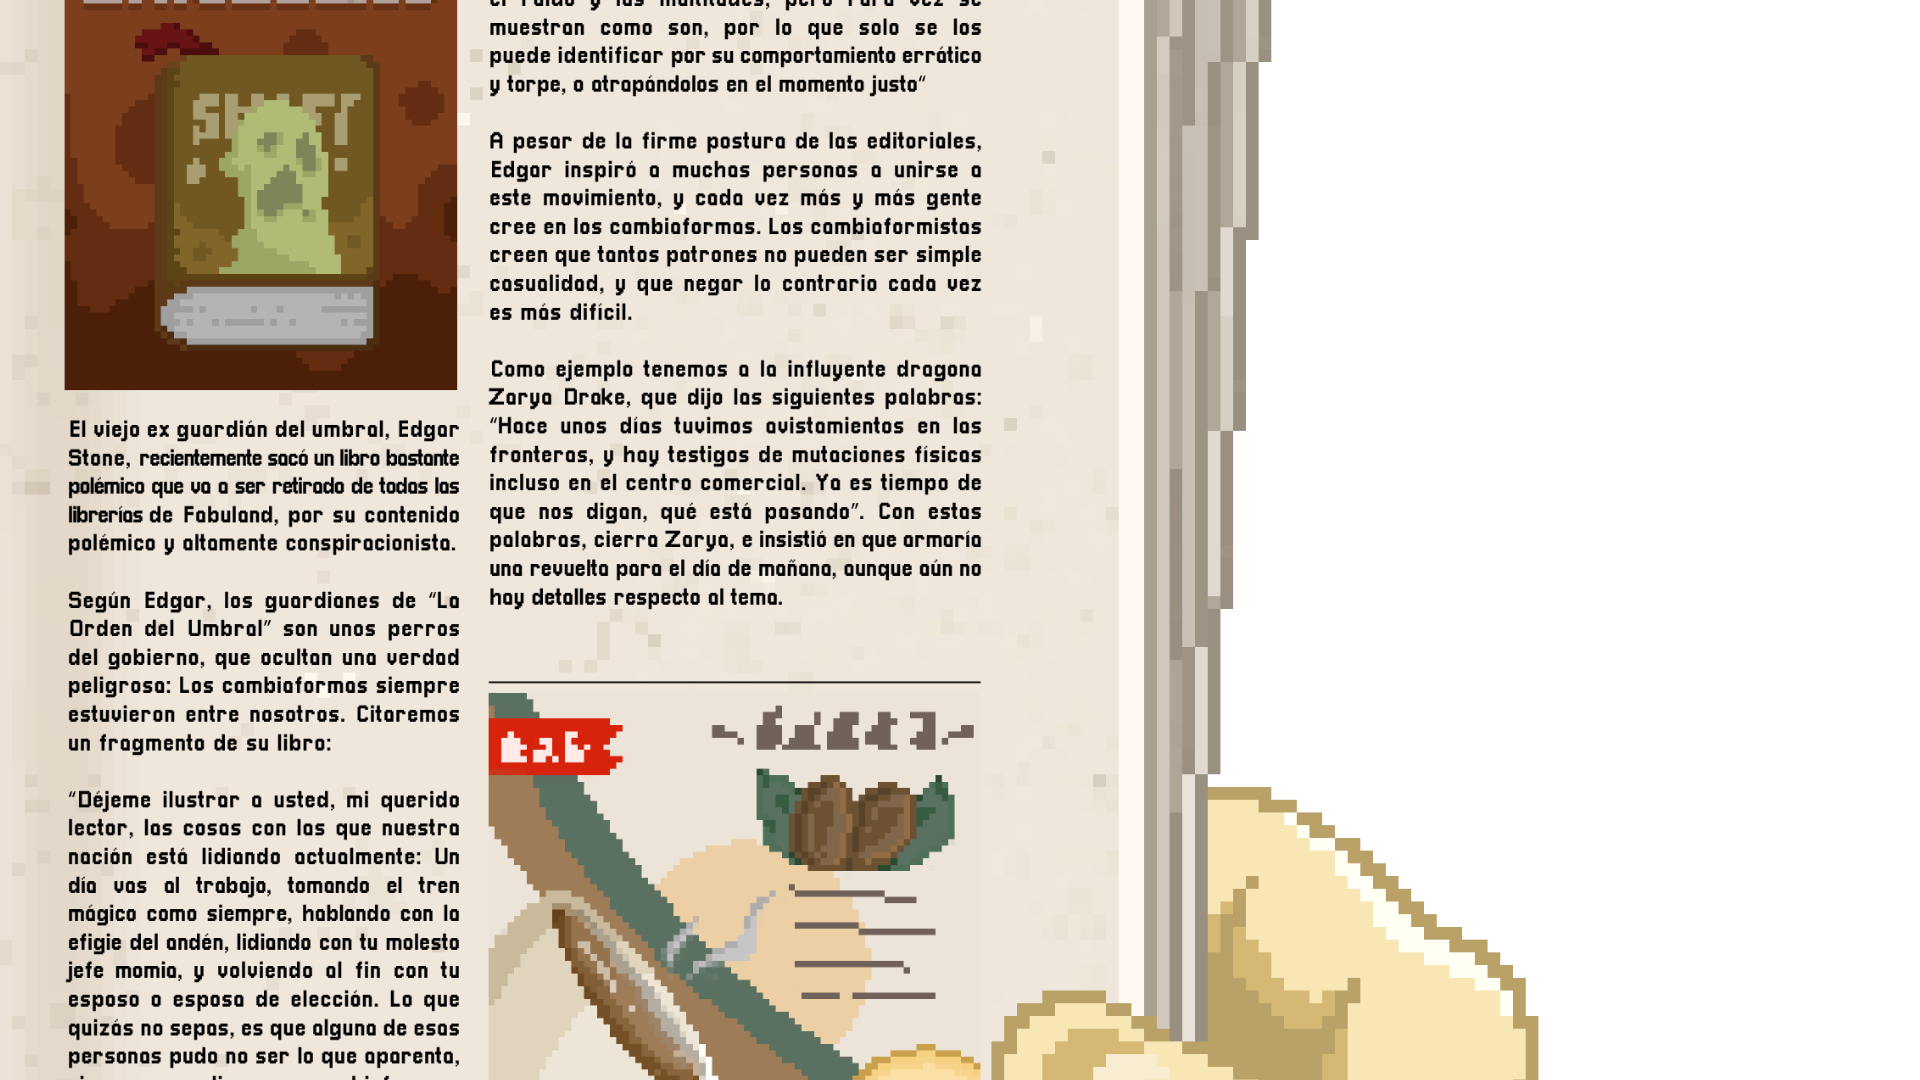 El viejo ex guardián del umbral, Edgar
Stone, recientemente sacó un libro bastante
polémico que va a ser retirado de todas las
librerías de Fabuland, por su contenido
polémico y altamente conspiracionista.
Según Edgar, los guardianes de “La
Orden del Umbral” son unos perros
del gobierno, que ocultan una verdad
peligrosa: Los cambiaformas siempre
estuvieron entre nosotros. Citaremos
un fragmento de su libro:
“Déjeme ilustrar a usted, mi querido
lector, las cosas con las que nuestra
nación está lidiando actualmente: Un
día vas al trabajo, tomando el tren
mágico como siempre, hablando con la
efigie del andén, lidiando con tu molesto
jefe momia, y volviendo al fin con tu
esposo o esposa de elección. Lo que
quizás no sepas, es que alguna de esas
personas pudo no ser lo que aparenta,
el ruido y las multitudes, pero rara vez se
muestran como son, por lo que solo se los
puede identificar por su comportamiento errático
y torpe, o atrapándolos en el momento justo”
A pesar de la firme postura de las editoriales,
Edgar inspiró a muchas personas a unirse a
este movimiento, y cada vez más y más gente
cree en los cambiaformas. Los cambiaformistas
creen que tantos patrones no pueden ser simple
casualidad, y que negar lo contrario cada vez
es más difícil.
Como ejemplo tenemos a la influyente dragona
Zarya Drake, que dijo las siguientes palabras:
“Hace unos días tuvimos avistamientos en las
fronteras, y hay testigos de mutaciones físicas
incluso en el centro comercial. Ya es tiempo de
que nos digan, qué está pasando”. Con estas
palabras, cierra Zarya, e insistió en que armaría
una revuelta para el día de mañana, aunque aún no
hay detalles respecto al tema.